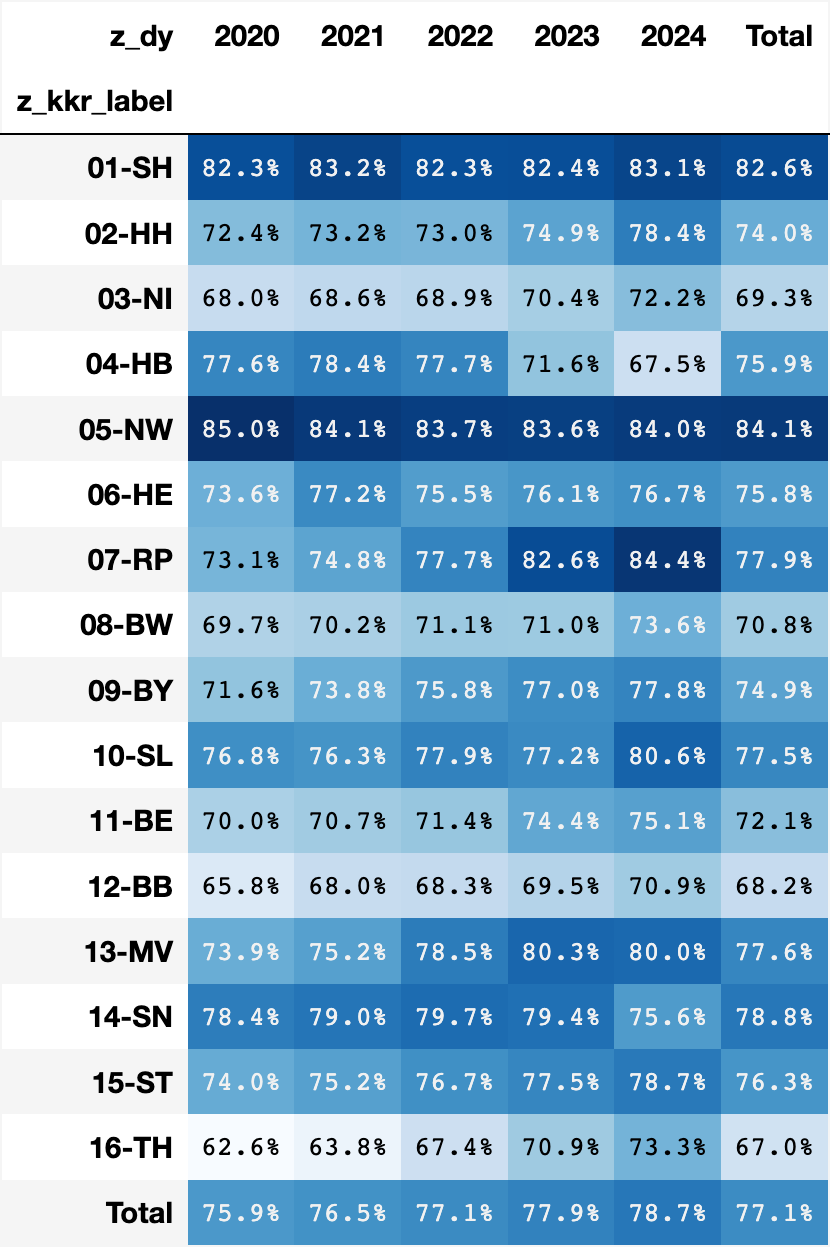 z_dy 2020 2021 2022 2023 2024 Total
z_kkr_label
01-SH 82.3% 83.2% 82.3% 82.4% 83.1% 82.6%
02-HH 72.4% 73.2% 73.0% 74.9% 78.4% 74.0%
03-NI 68.0% 68.6% 68.9% 70.4% 72.2% 69.3%
04-HB 77.6% 78.4% 77.7% 71.6% 67.5% 75.9%
05-NW 85.0% 84.1% 83.7% 83.6% 84.0% 84.1%
06-HE 73.6% 77.2% 75.5% 76.1% 76.7% 75.8%
07-RP 73.1% 74.8% 77.7% 82.6% 84.4% 77.9%
08-BW 69.7% 70.2% 71.1% 71.0% 73.6% 70.8%
09-BY 71.6% 73.8% 75.8% 77.0% 77.8% 74.9%
10-SL 76.8% 76.3% 77.9% 77.2% 80.6% 77.5%
11-BE 70.0% 70.7% 71.4% 74.4% 75.1% 72.1%
12-BB 65.8% 68.0% 68.3% 69.5% 70.9% 68.2%
13-MV 73.9% 75.2% 78.5% 80.3% 80.0% 77.6%
14-SN 78.4% 79.0% 79.7% 79.4% 75.6% 78.8%
15-ST 74.0% 75.2% 76.7% 77.5% 78.7% 76.3%
16-TH 62.6% 63.8% 67.4% 70.9% 73.3% 67.0%
Total 75.9% 76.5% 77.1% 77.9% 78.7% 77.1%